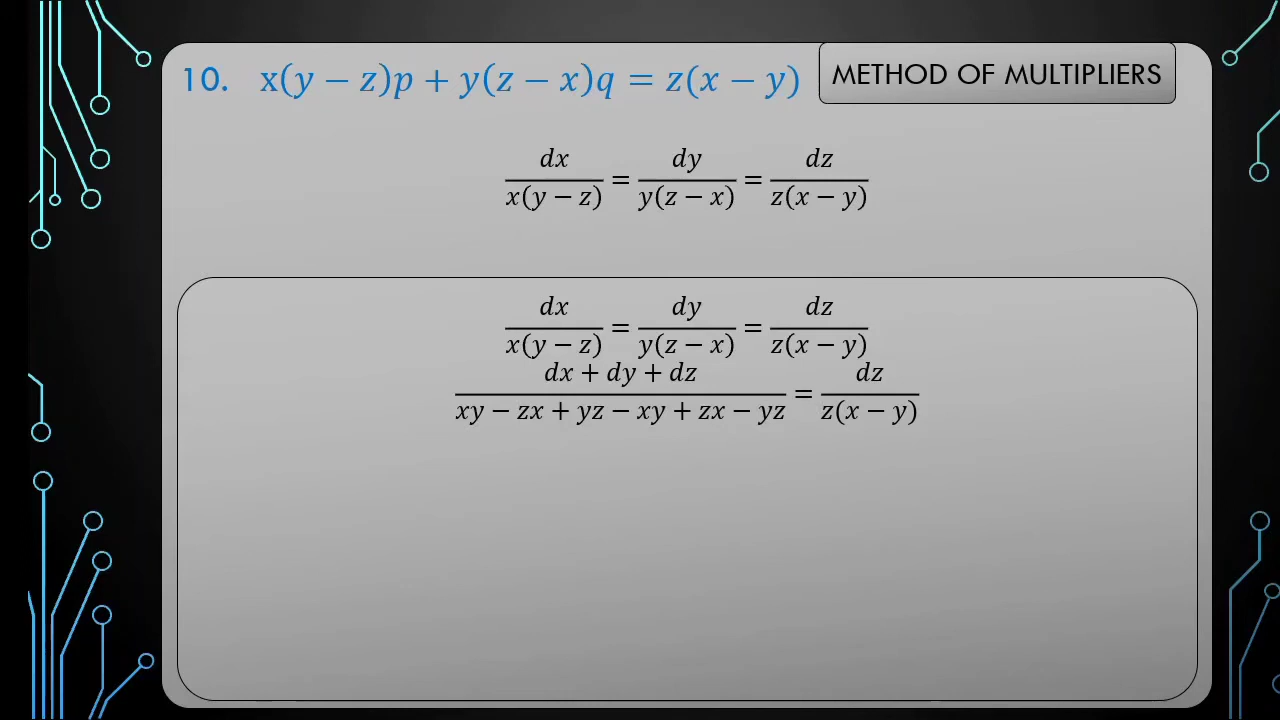 10. x(y − z)p + y(z − x)q = z(x − y)
METHOD OF MULTIPLIERS
dx/x(y − z) = dy/y(z − x) = dz/z(x − y)
dx/x(y − z) = dy/y(z − x) = dz/z(x − y)
dx + dy + dz/xy − zx + yz − xy + zx − yz = dz/z(x − y)